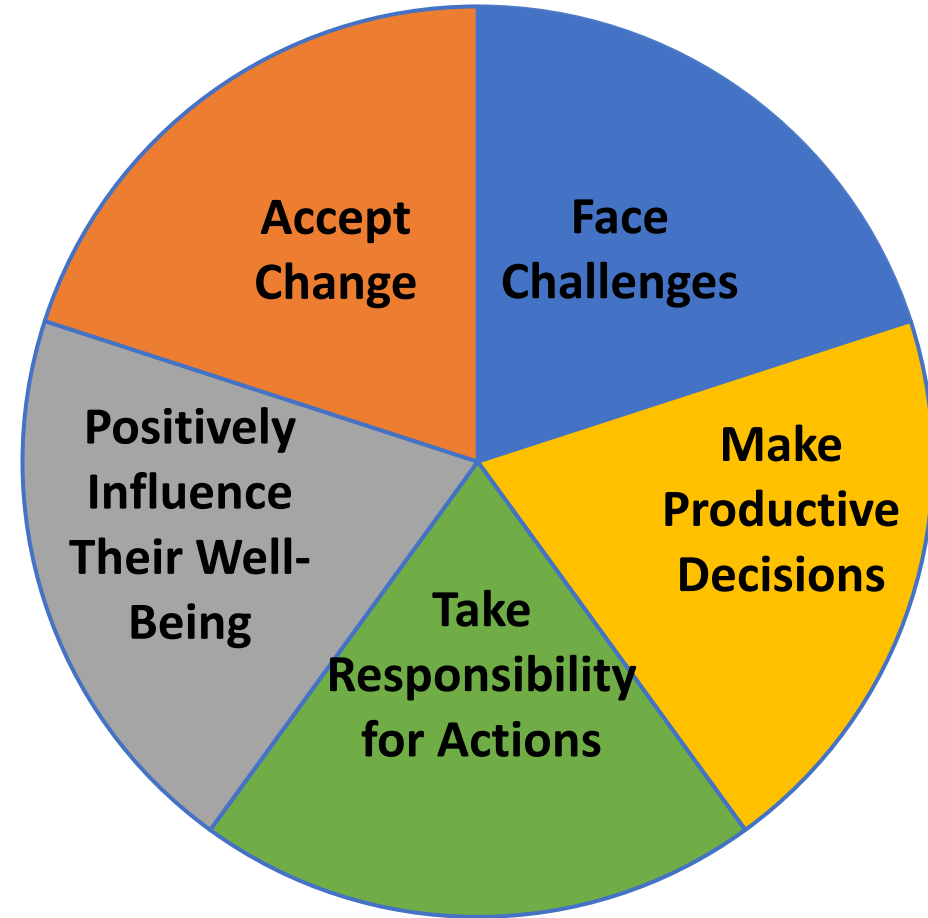 Accept
Change
Face
Challenges
Make
Productive
Decisions
Take
Responsibility
for Actions
Positively
Influence
Their Well-
Being